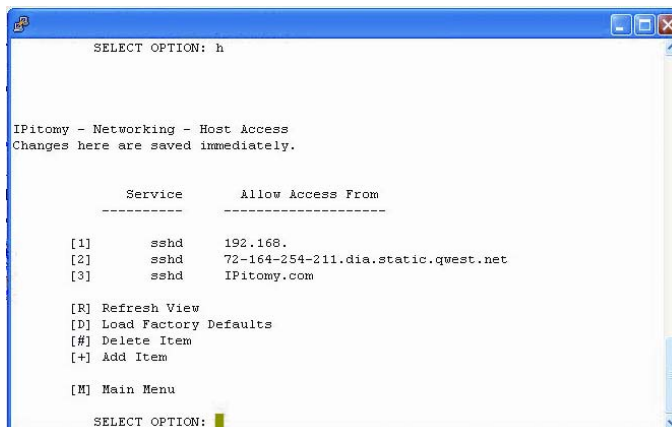 SELECT OPTION: h
IPitomy - Networking - Host Access
Changes here are saved immediately.
Service Allow Access From
---------- -------------------
[1] sshd 192.168.
[2] sshd 72-164-254-211.dia.static.qwest.net
[3] sshd IPitomy.com
[R] Refresh View
[D] Load Factory Defaults
[#] Delete Item
[+] Add Item
[M] Main Menu
SELECT OPTION: